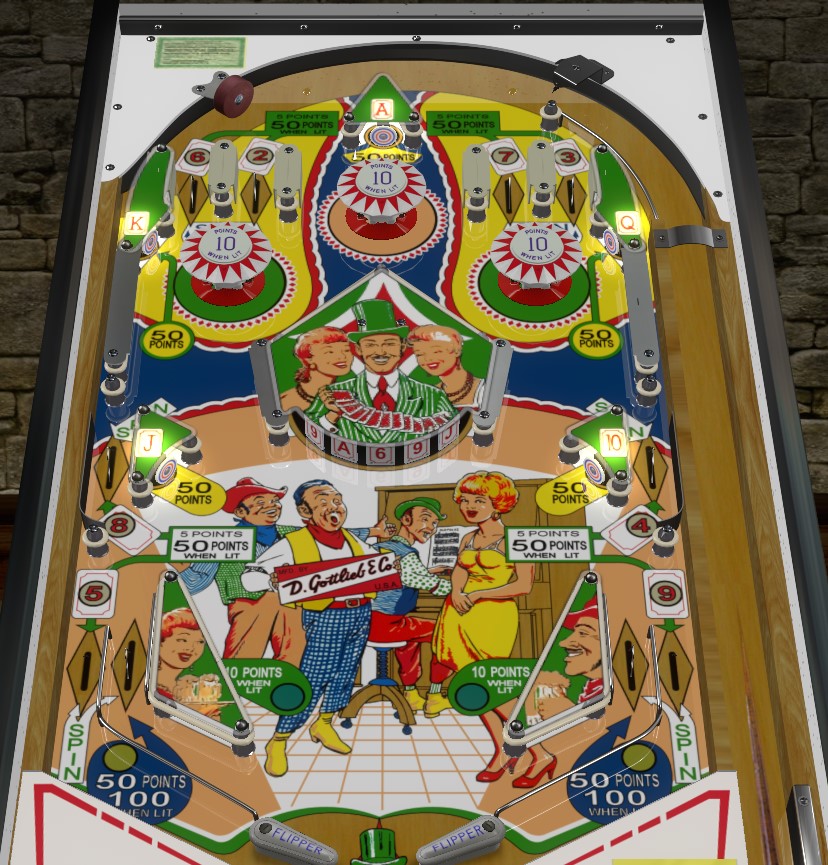 A
5 POINTS
50 POINTS
WHEN LIT
5 POINTS
50 POINTS
WHEN LIT
50 POINTS
6
2
7
3
POINTS
10
WHEN LIT
K
Q
POINTS
10
WHEN LIT
POINTS
10
WHEN LIT
50
POINTS
50
POINTS
9 A 6 9 J
J
10
50
50
8
4
5 POINTS
50 POINTS
WHEN LIT
5 POINTS
50 POINTS
WHEN LIT
MFD. BY
D. Gottlieb & Co.
U.S.A.
5
9
10 POINTS
WHEN
LIT
10 POINTS
WHEN
LIT
SPIN
SPIN
50 POINTS
100
WHEN LIT
50 POINTS
100
WHEN LIT
FLIPPER
FLIPPER